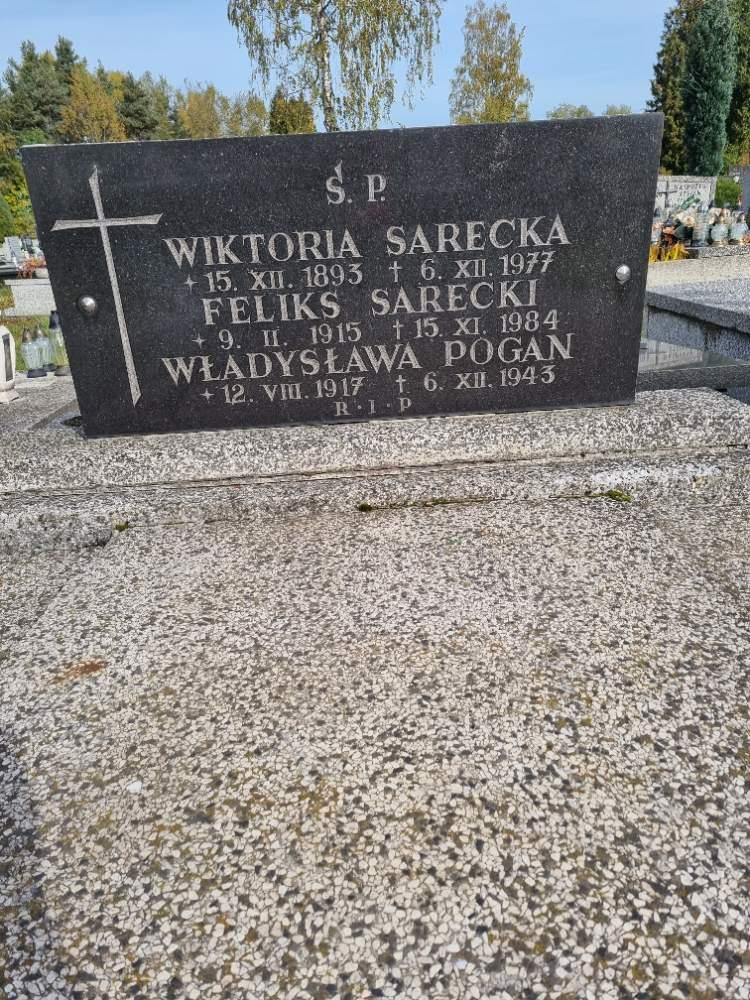 Ś. P.
WIKTORIA SARECKA
✦ 15. XII. 1893 † 6. XII. 1977
FELIKS SARECKI
✦ 9. II. 1915 † 15. XI. 1984
WŁADYSŁAWA POGAN
✦ 12. VIII. 1917 † 6. XII. 1943
R · I · P